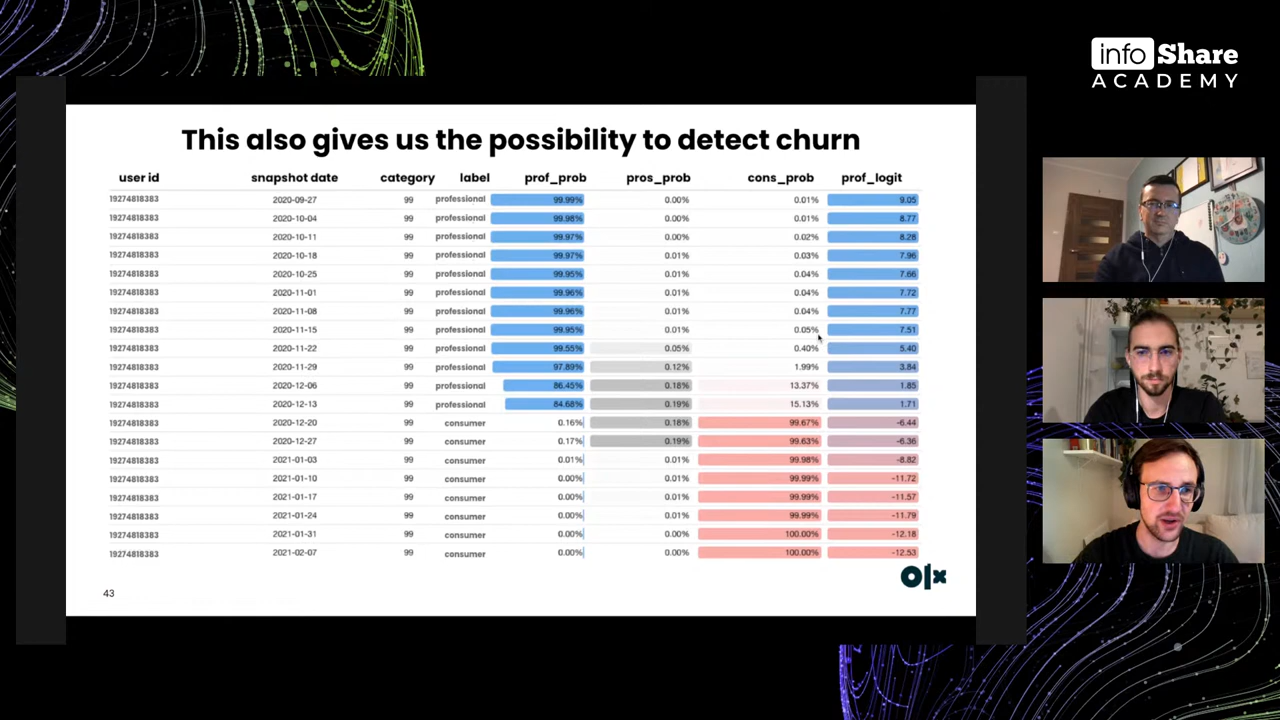 info Share
ACADEMY
This also gives us the possibility to detect churn
user id snapshot date category label prof_prob pros_prob cons_prob prof_logit
19274818383 2020-09-27 99 professional 99.99% 0.00% 0.01% 9.05
19274818383 2020-10-04 99 professional 99.98% 0.00% 0.01% 8.77
19274818383 2020-10-11 99 professional 99.97% 0.00% 0.02% 8.28
19274818383 2020-10-18 99 professional 99.97% 0.01% 0.03% 7.96
19274818383 2020-10-25 99 professional 99.95% 0.01% 0.04% 7.66
19274818383 2020-11-01 99 professional 99.96% 0.01% 0.04% 7.72
19274818383 2020-11-08 99 professional 99.96% 0.01% 0.04% 7.77
19274818383 2020-11-15 99 professional 99.95% 0.01% 0.05% 7.51
19274818383 2020-11-22 99 professional 99.55% 0.05% 0.40% 5.40
19274818383 2020-11-29 99 professional 97.89% 0.12% 1.99% 3.84
19274818383 2020-12-06 99 professional 86.45% 0.18% 13.37% 1.85
19274818383 2020-12-13 99 professional 84.68% 0.19% 15.13% 1.71
19274818383 2020-12-20 99 consumer 0.16% 0.18% 99.67% -6.44
19274818383 2020-12-27 99 consumer 0.17% 0.19% 99.63% -6.36
19274818383 2021-01-03 99 consumer 0.01% 0.01% 99.98% -8.82
19274818383 2021-01-10 99 consumer 0.00% 0.01% 99.99% -11.72
19274818383 2021-01-17 99 consumer 0.00% 0.01% 99.99% -11.57
19274818383 2021-01-24 99 consumer 0.00% 0.01% 99.99% -11.79
19274818383 2021-01-31 99 consumer 0.00% 0.00% 100.00% -12.18
19274818383 2021-02-07 99 consumer 0.00% 0.00% 100.00% -12.53
olx
43